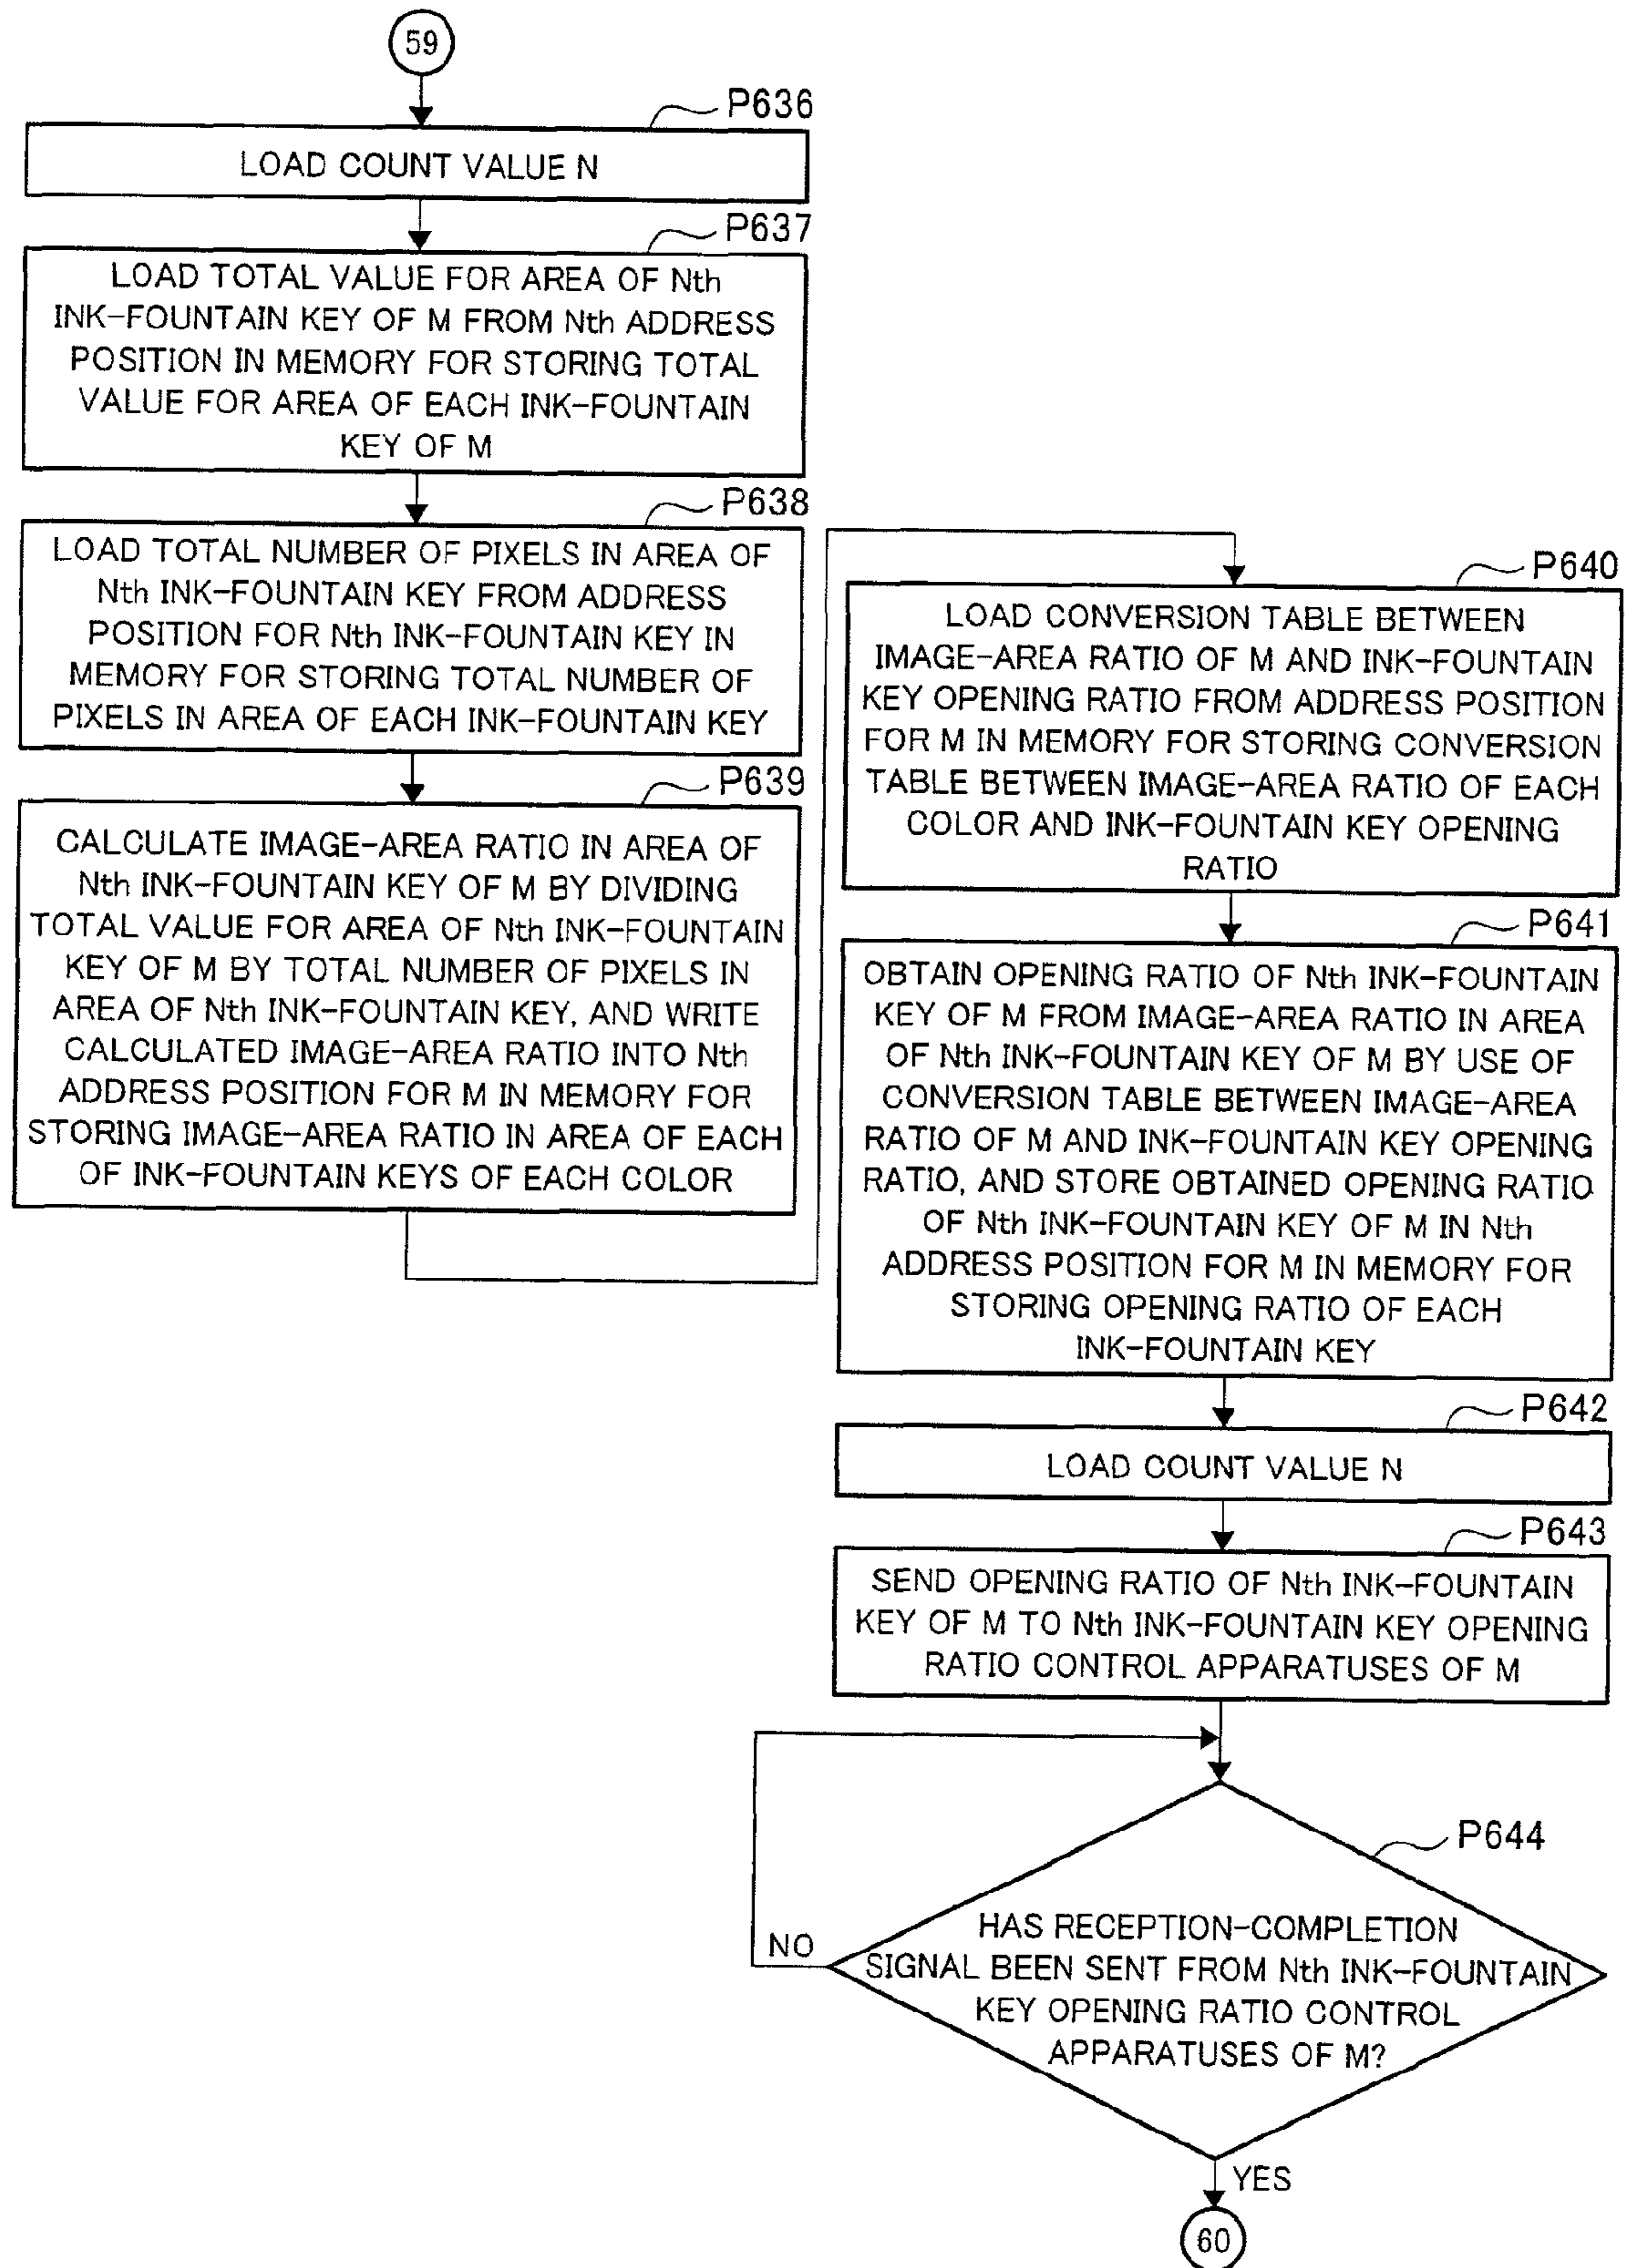 59
P636
LOAD COUNT VALUE N
P637
LOAD TOTAL VALUE FOR AREA OF Nth
INK-FOUNTAIN KEY OF M FROM Nth ADDRESS
POSITION IN MEMORY FOR STORING TOTAL
VALUE FOR AREA OF EACH INK-FOUNTAIN
KEY OF M
P638
LOAD TOTAL NUMBER OF PIXELS IN AREA OF
Nth INK-FOUNTAIN KEY FROM ADDRESS
POSITION FOR Nth INK-FOUNTAIN KEY IN
MEMORY FOR STORING TOTAL NUMBER OF
PIXELS IN AREA OF EACH INK-FOUNTAIN KEY
P639
CALCULATE IMAGE-AREA RATIO IN AREA OF
Nth INK-FOUNTAIN KEY OF M BY DIVIDING
TOTAL VALUE FOR AREA OF Nth INK-FOUNTAIN
KEY OF M BY TOTAL NUMBER OF PIXELS IN
AREA OF Nth INK-FOUNTAIN KEY, AND WRITE
CALCULATED IMAGE-AREA RATIO INTO Nth
ADDRESS POSITION FOR M IN MEMORY FOR
STORING IMAGE-AREA RATIO IN AREA OF EACH
OF INK-FOUNTAIN KEYS OF EACH COLOR
P640
LOAD CONVERSION TABLE BETWEEN
IMAGE-AREA RATIO OF M AND INK-FOUNTAIN
KEY OPENING RATIO FROM ADDRESS POSITION
FOR M IN MEMORY FOR STORING CONVERSION
TABLE BETWEEN IMAGE-AREA RATIO OF EACH
COLOR AND INK-FOUNTAIN KEY OPENING
RATIO
P641
OBTAIN OPENING RATIO OF Nth INK-FOUNTAIN
KEY OF M FROM IMAGE-AREA RATIO IN AREA
OF Nth INK-FOUNTAIN KEY OF M BY USE OF
CONVERSION TABLE BETWEEN IMAGE-AREA
RATIO OF M AND INK-FOUNTAIN KEY OPENING
RATIO, AND STORE OBTAINED OPENING RATIO
OF Nth INK-FOUNTAIN KEY OF M IN Nth
ADDRESS POSITION FOR M IN MEMORY FOR
STORING OPENING RATIO OF EACH
INK-FOUNTAIN KEY
P642
LOAD COUNT VALUE N
P643
SEND OPENING RATIO OF Nth INK-FOUNTAIN
KEY OF M TO Nth INK-FOUNTAIN KEY OPENING
RATIO CONTROL APPARATUSES OF M
P644
HAS RECEPTION-COMPLETION
SIGNAL BEEN SENT FROM Nth INK-FOUNTAIN
KEY OPENING RATIO CONTROL
APPARATUSES OF M?
NO
YES
60